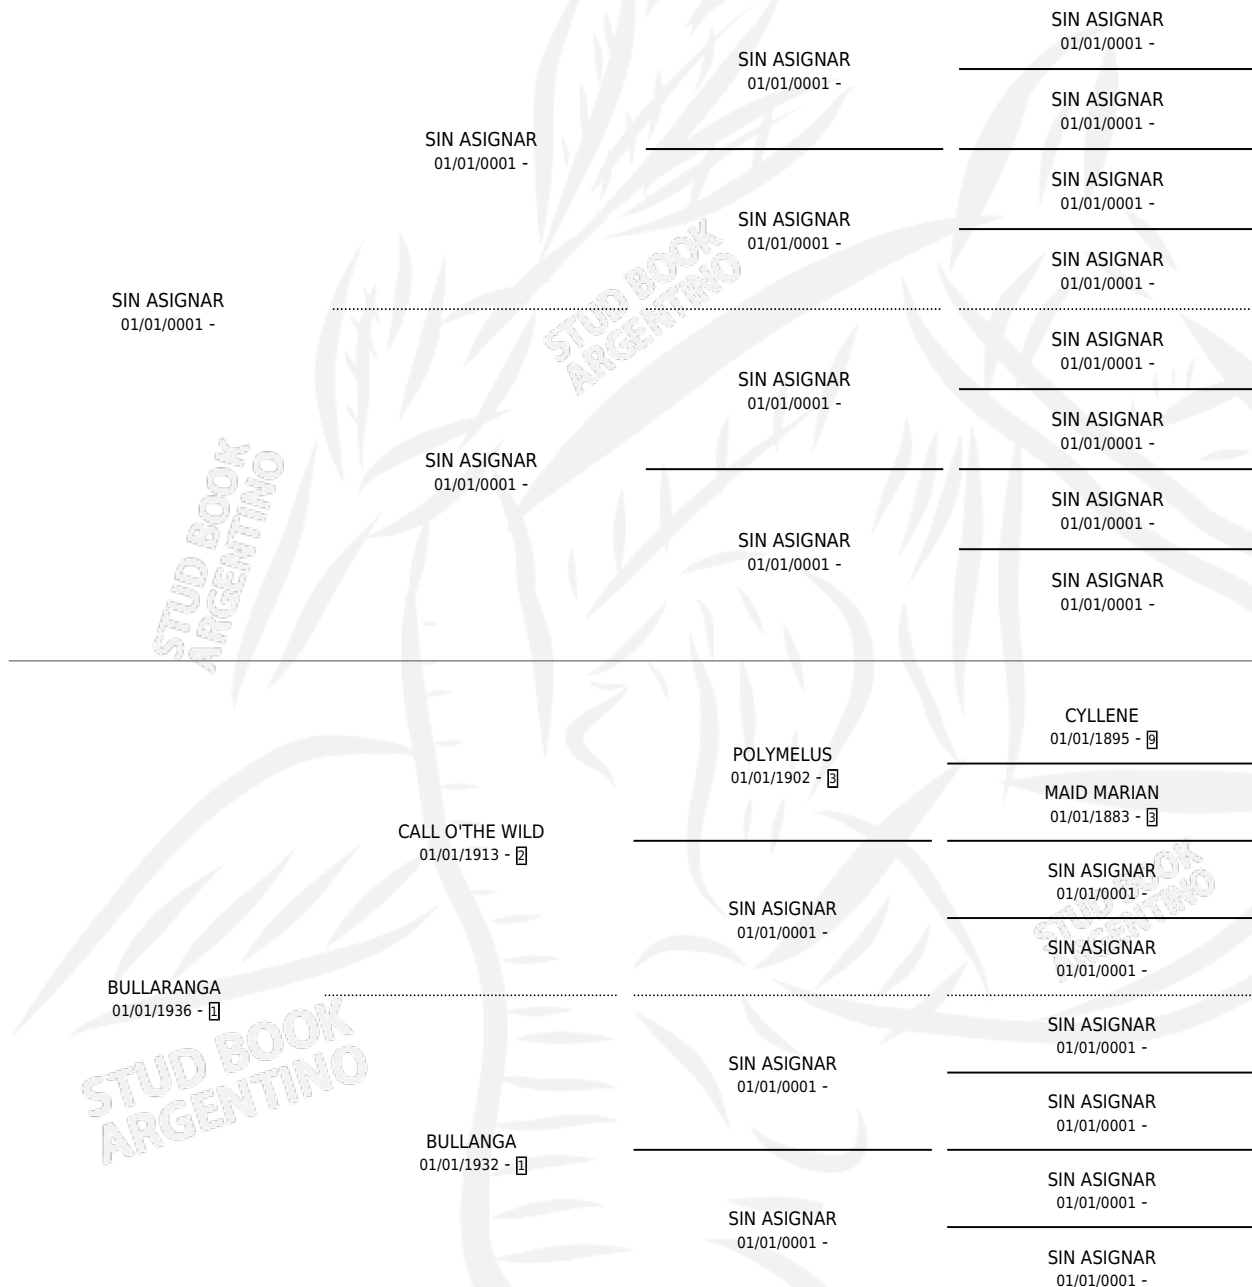 SIN ASIGNAR
01/01/0001 -
SIN ASIGNAR
01/01/0001 -
SIN ASIGNAR
01/01/0001 -
SIN ASIGNAR
01/01/0001 -
SIN ASIGNAR
01/01/0001 -
SIN ASIGNAR
01/01/0001 -
SIN ASIGNAR
01/01/0001 -
SIN ASIGNAR
01/01/0001 -
SIN ASIGNAR
01/01/0001 -
SIN ASIGNAR
01/01/0001 -
SIN ASIGNAR
01/01/0001 -
SIN ASIGNAR
01/01/0001 -
SIN ASIGNAR
01/01/0001 -
SIN ASIGNAR
01/01/0001 -
SIN ASIGNAR
01/01/0001 -
STUD BOOK
ARGENTINO
STUD BOOK
ARGENTINO
BULLARANGA
01/01/1936 - 1
CALL O'THE WILD
01/01/1913 - 2
BULLANGA
01/01/1932 - 1
POLYMELUS
01/01/1902 - 3
SIN ASIGNAR
01/01/0001 -
SIN ASIGNAR
01/01/0001 -
SIN ASIGNAR
01/01/0001 -
CYLLENE
01/01/1895 - 9
MAID MARIAN
01/01/1883 - 3
SIN ASIGNAR
01/01/0001 -
SIN ASIGNAR
01/01/0001 -
SIN ASIGNAR
01/01/0001 -
SIN ASIGNAR
01/01/0001 -
SIN ASIGNAR
01/01/0001 -
SIN ASIGNAR
01/01/0001 -
STUD BOOK
ARGENTINO
STUD BOOK
ARGENTINO